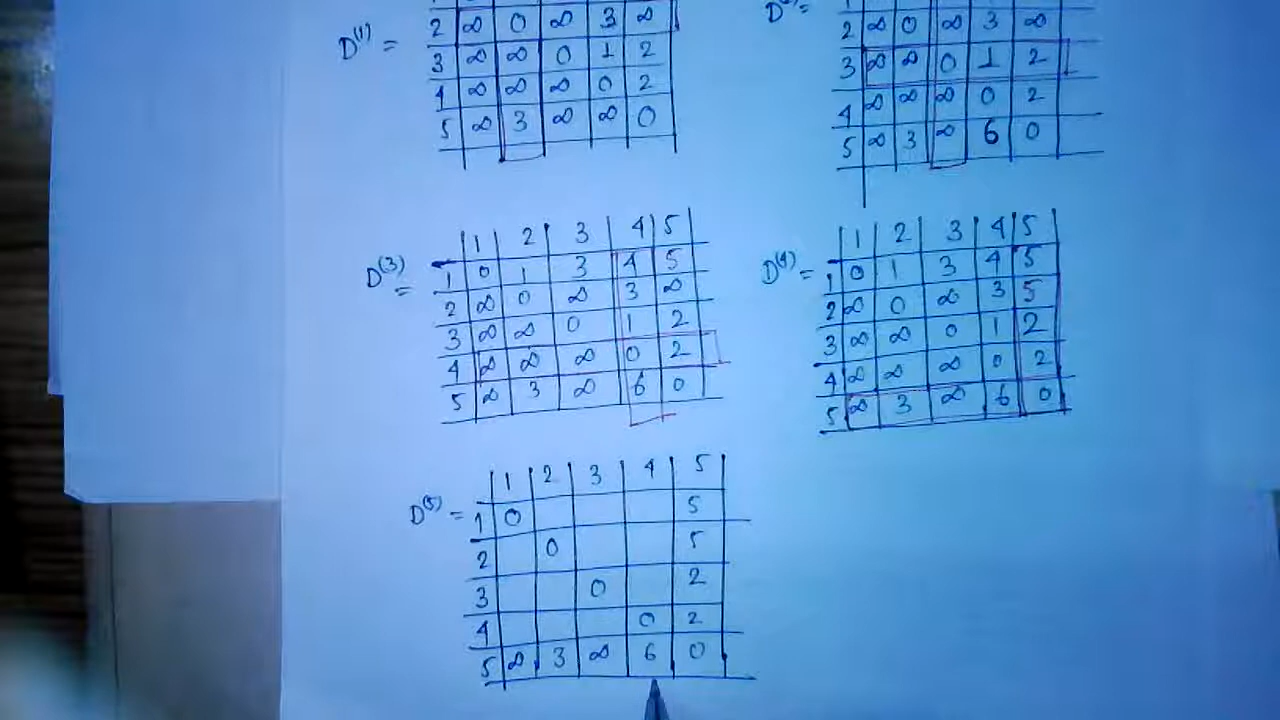 D(1) =
2 ∞ 0 ∞ 3 ∞
3 ∞ ∞ 0 1 2
4 ∞ ∞ ∞ 0 2
5 ∞ 3 ∞ ∞ 0
2 ∞ 0 ∞ 3 ∞
3 ∞ ∞ 0 1 2
4 ∞ ∞ ∞ 0 2
5 ∞ 3 ∞ 6 0
D(3) =
1 2 3 4 5
1 0 1 3 4 5
2 ∞ 0 ∞ 3 ∞
3 ∞ ∞ 0 1 2
4 ∞ ∞ ∞ 0 2
5 ∞ 3 ∞ 6 0
D(4) =
1 2 3 4 5
1 0 1 3 4 5
2 ∞ 0 ∞ 3 5
3 ∞ ∞ 0 1 2
4 ∞ ∞ ∞ 0 2
5 ∞ 3 ∞ 6 0
D(5) =
1 2 3 4 5
1 0 5
2 0 5
3 0 2
4 0 2
5 ∞ 3 ∞ 6 0